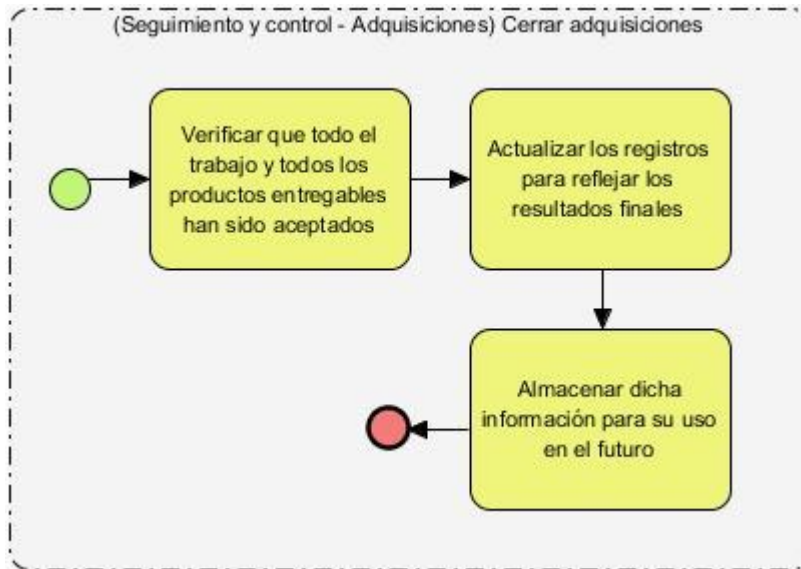 (Seguimiento y control - Adquisiciones) Cerrar adquisiciones
Verificar que todo el
trabajo y todos los
productos entregables
han sido aceptados
Actualizar los registros
para reflejar los
resultados finales
Almacenar dicha
información para su uso
en el futuro